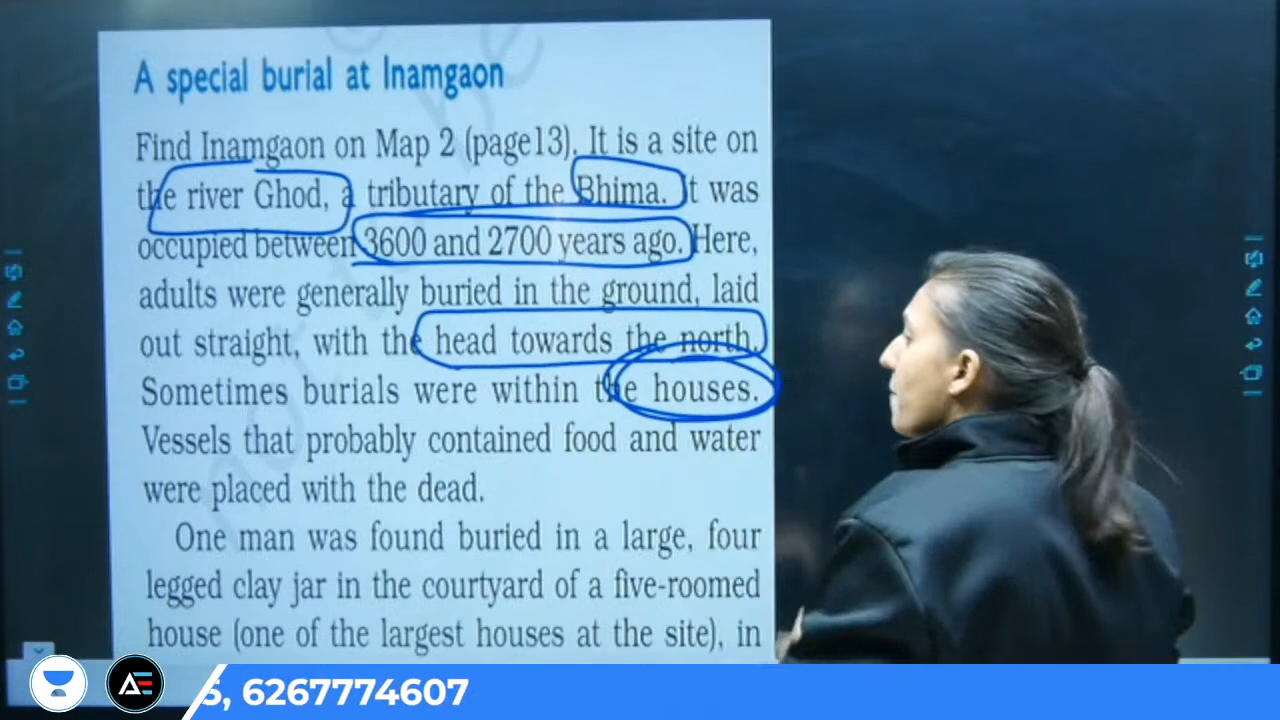 A special burial at Inamgaon
Find Inamgaon on Map 2 (page13). It is a site on
the river Ghod, a tributary of the Bhima. It was
occupied between 3600 and 2700 years ago. Here,
adults were generally buried in the ground, laid
out straight, with the head towards the north.
Sometimes burials were within the houses.
Vessels that probably contained food and water
were placed with the dead.
One man was found buried in a large, four
legged clay jar in the courtyard of a five-roomed
house (one of the largest houses at the site), in
6267774607